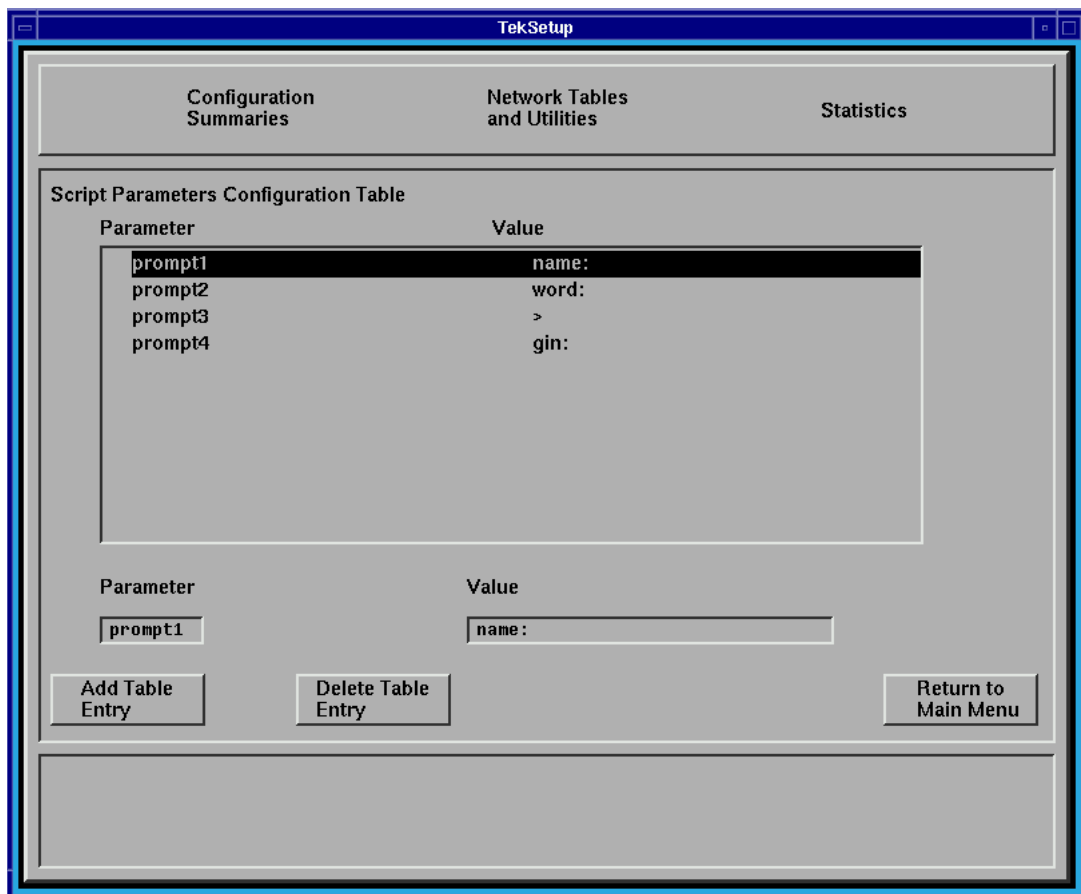 TekSetup
Configuration
Summaries
Network Tables
and Utilities
Statistics
Script Parameters Configuration Table
Parameter Value
prompt1 name:
prompt2 word:
prompt3 >
prompt4 gin:
Parameter Value
prompt1 name:
Add Table
Entry
Delete Table
Entry
Return to
Main Menu